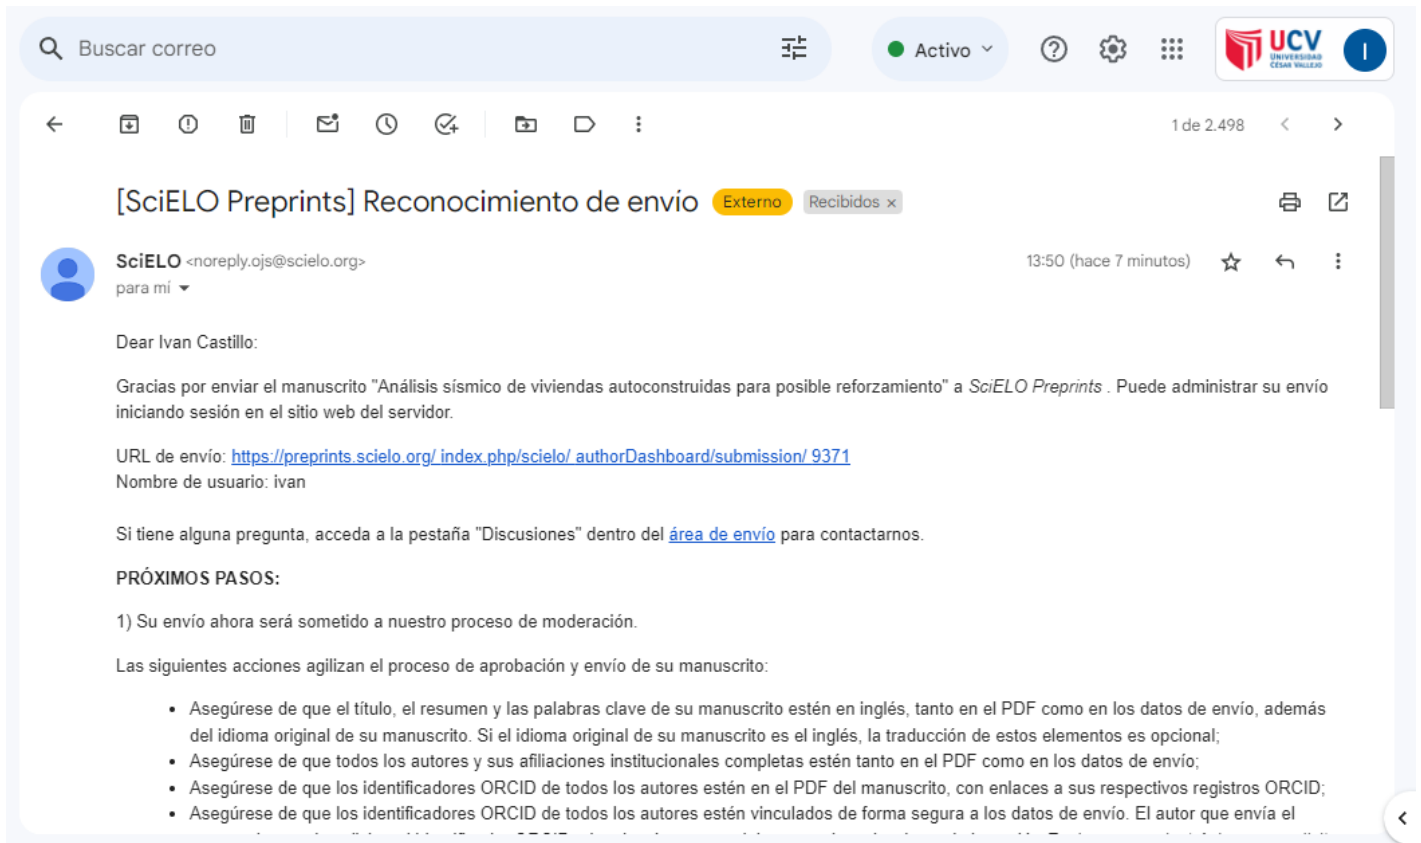 Buscar correo
Activo
UCV
UNIVERSIDAD
CÉSAR VALLEJO
I
1 de 2.498
[SciELO Preprints] Reconocimiento de envío
Externo
Recibidos ×
SciELO <noreply.ojs@scielo.org>
13:50 (hace 7 minutos)
para mí
Dear Ivan Castillo:
Gracias por enviar el manuscrito "Análisis sísmico de viviendas autoconstruidas para posible reforzamiento" a SciELO Preprints . Puede administrar su envío
iniciando sesión en el sitio web del servidor.
URL de envío: https://preprints.scielo.org/ index.php/scielo/ authorDashboard/submission/ 9371
Nombre de usuario: ivan
Si tiene alguna pregunta, acceda a la pestaña "Discusiones" dentro del área de envío para contactarnos.
PRÓXIMOS PASOS:
1) Su envío ahora será sometido a nuestro proceso de moderación.
Las siguientes acciones agilizan el proceso de aprobación y envío de su manuscrito:
• Asegúrese de que el título, el resumen y las palabras clave de su manuscrito estén en inglés, tanto en el PDF como en los datos de envío, además
del idioma original de su manuscrito. Si el idioma original de su manuscrito es el inglés, la traducción de estos elementos es opcional;
• Asegúrese de que todos los autores y sus afiliaciones institucionales completas estén tanto en el PDF como en los datos de envío;
• Asegúrese de que los identificadores ORCID de todos los autores estén en el PDF del manuscrito, con enlaces a sus respectivos registros ORCID;
• Asegúrese de que los identificadores ORCID de todos los autores estén vinculados de forma segura a los datos de envío. El autor que envía el